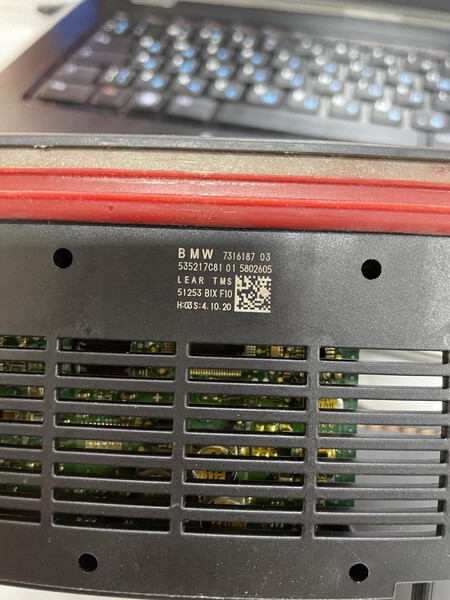 BMW 7316187 03
535217C81 01 5802605
LEAR TMS
51253 BIX F10
H:03 S:4.10.20